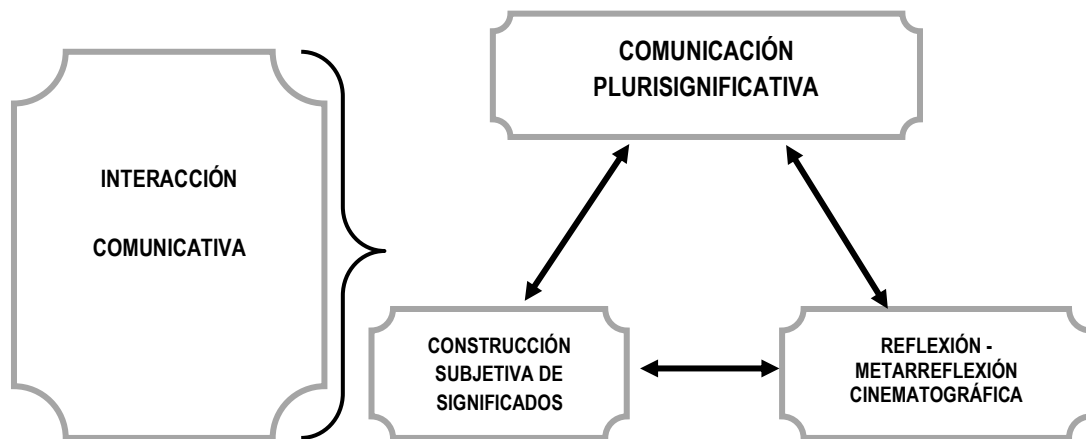 INTERACCIÓN
COMUNICATIVA
COMUNICACIÓN
PLURISIGNIFICATIVA
CONSTRUCCIÓN
SUBJETIVA DE
SIGNIFICADOS
REFLEXIÓN -
METARREFLEXIÓN
CINEMATOGRÁFICA